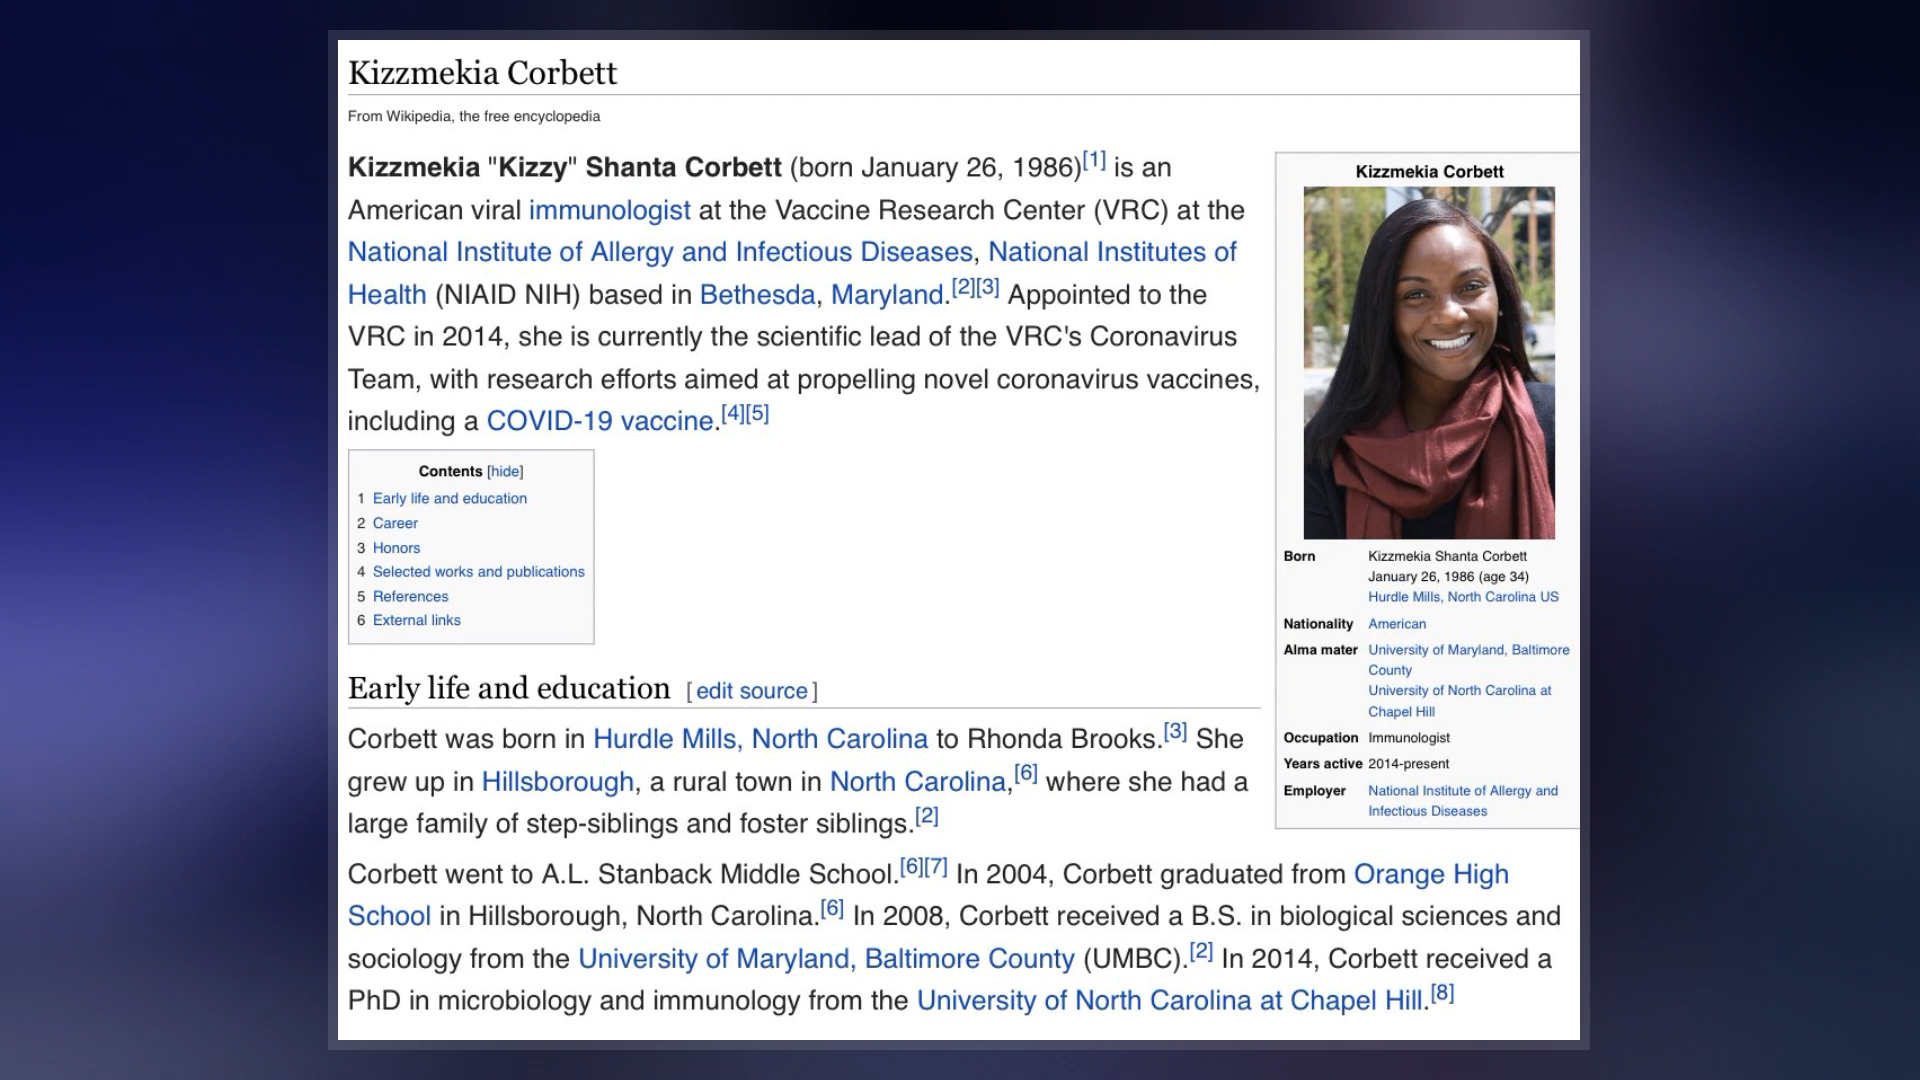 Kizzmekia Corbett
From Wikipedia, the free encyclopedia
Kizzmekia "Kizzy" Shanta Corbett (born January 26, 1986)[1] is an
American viral immunologist at the Vaccine Research Center (VRC) at the
National Institute of Allergy and Infectious Diseases, National Institutes of
Health (NIAID NIH) based in Bethesda, Maryland.[2][3] Appointed to the
VRC in 2014, she is currently the scientific lead of the VRC's Coronavirus
Team, with research efforts aimed at propelling novel coronavirus vaccines,
including a COVID-19 vaccine.[4][5]
Contents [hide]
1 Early life and education
2 Career
3 Honors
4 Selected works and publications
5 References
6 External links
Kizzmekia Corbett
Born Kizzmekia Shanta Corbett
January 26, 1986 (age 34)
Hurdle Mills, North Carolina US
Nationality American
Alma mater University of Maryland, Baltimore
County
University of North Carolina at
Chapel Hill
Occupation Immunologist
Years active 2014-present
Employer National Institute of Allergy and
Infectious Diseases
Early life and education [ edit source ]
Corbett was born in Hurdle Mills, North Carolina to Rhonda Brooks.[3] She
grew up in Hillsborough, a rural town in North Carolina,[6] where she had a
large family of step-siblings and foster siblings.[2]
Corbett went to A.L. Stanback Middle School.[6][7] In 2004, Corbett graduated from Orange High
School in Hillsborough, North Carolina.[6] In 2008, Corbett received a B.S. in biological sciences and
sociology from the University of Maryland, Baltimore County (UMBC).[2] In 2014, Corbett received a
PhD in microbiology and immunology from the University of North Carolina at Chapel Hill.[8]